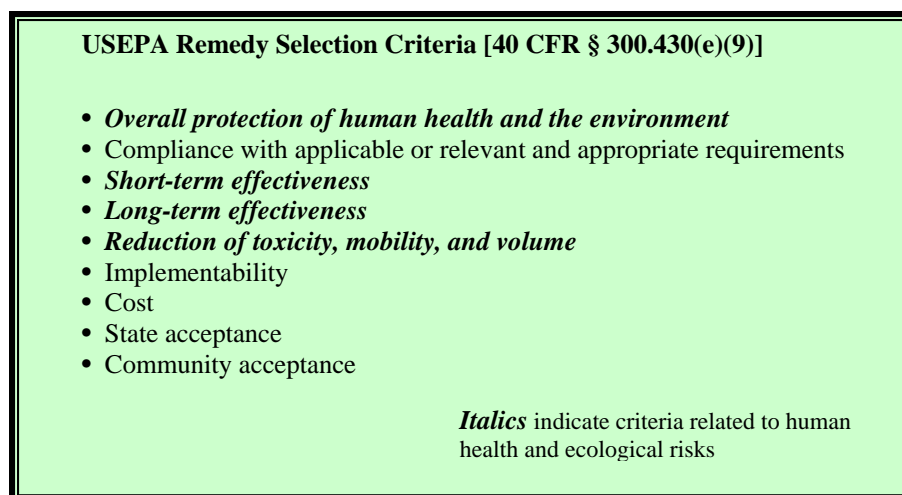 USEPA Remedy Selection Criteria [40 CFR § 300.430(e)(9)]
• Overall protection of human health and the environment
• Compliance with applicable or relevant and appropriate requirements
• Short-term effectiveness
• Long-term effectiveness
• Reduction of toxicity, mobility, and volume
• Implementability
• Cost
• State acceptance
• Community acceptance
Italics indicate criteria related to human
health and ecological risks